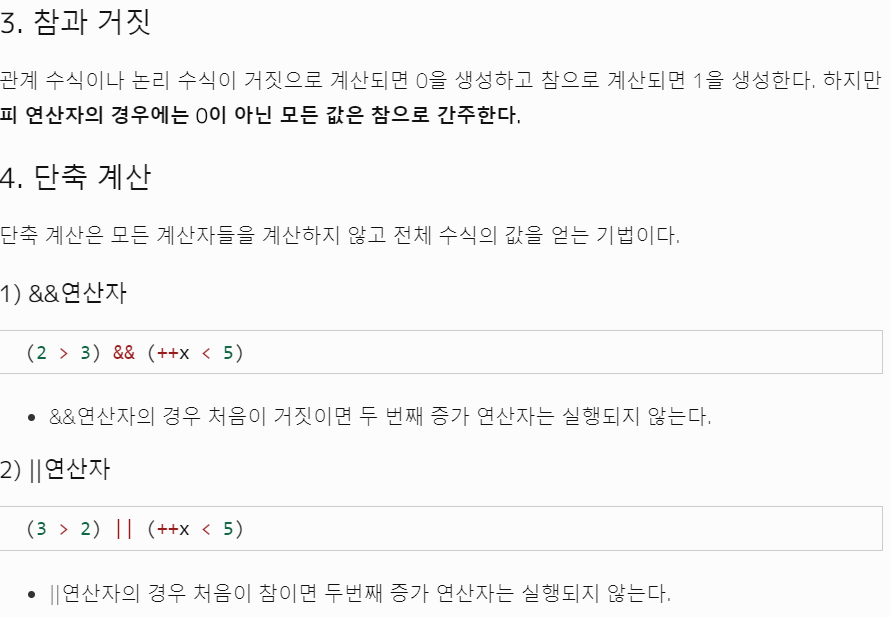 3. 참과 거짓
관계 수식이나 논리 수식이 거짓으로 계산되면 0을 생성하고 참으로 계산되면 1을 생성한다. 하지만
피 연산자의 경우에는 0이 아닌 모든 값은 참으로 간주한다.
4. 단축 계산
단축 계산은 모든 계산자들을 계산하지 않고 전체 수식의 값을 얻는 기법이다.
1) &&연산자
(2 > 3) && (++x < 5)
• &&연산자의 경우 처음이 거짓이면 두 번째 증가 연산자는 실행되지 않는다.
2) ||연산자
(3 > 2) || (++x < 5)
• ||연산자의 경우 처음이 참이면 두번째 증가 연산자는 실행되지 않는다.